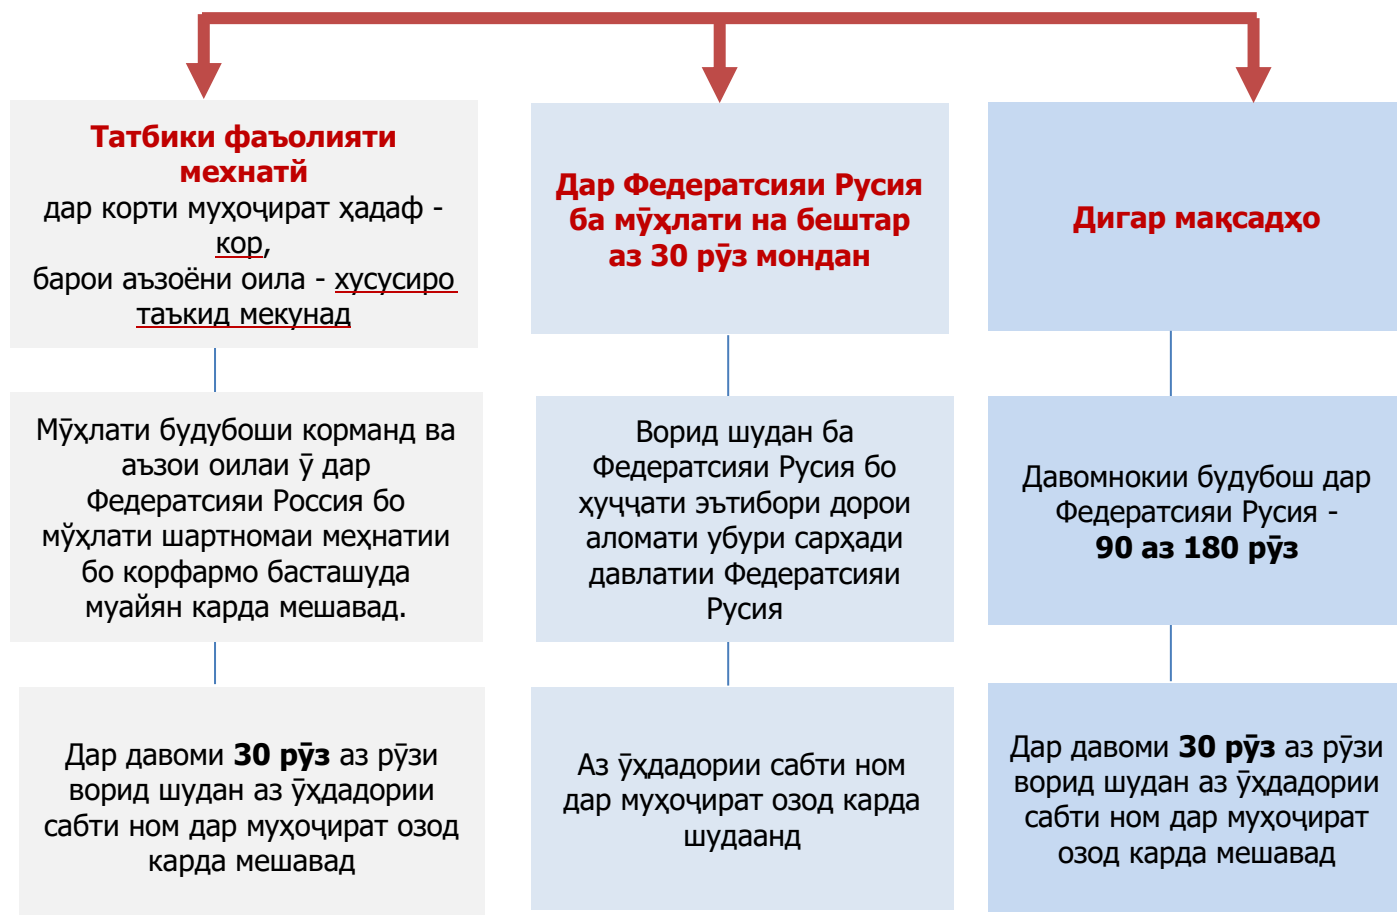 Татбики фаъолияти
мехнатй
дар корти муҳоҷират ҳадаф -
кор,
барои аъзоёни оила - хусусиро
таъкид мекунад
Мӯҳлати будубоши корманд ва
аъзои оилаи ӯ дар
Федератсияи Россия бо
мӯҳлати шартномаи меҳнатии
бо корфармо басташуда
муайян карда мешавад.
Дар давоми 30 рӯз аз рӯзи
ворид шудан аз ӯҳдадории
сабти ном дар муҳоҷират озод
карда мешавад
Дар Федератсияи Русия
ба мӯҳлати на бештар
аз 30 рӯз мондан
Ворид шудан ба
Федератсияи Русия бо
ҳуҷҷати эътибори дорои
аломати убури сарҳади
давлатии Федератсияи
Русия
Аз ӯҳдадории сабти ном
дар муҳоҷират озод карда
шудаанд
Дигар мақсадҳо
Давомнокии будубош дар
Федератсияи Русия -
90 аз 180 рӯз
Дар давоми 30 рӯз аз рӯзи
ворид шудан аз ӯҳдадории
сабти ном дар муҳоҷират
озод карда мешавад